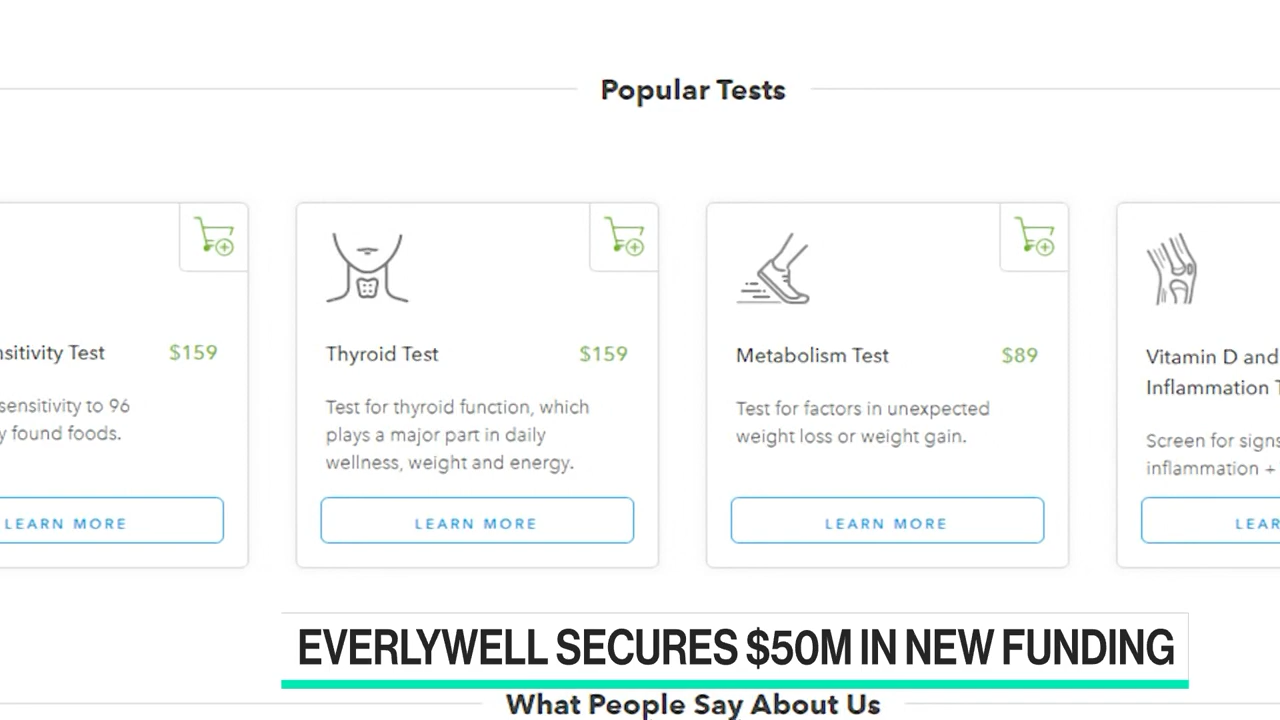 Popular Tests
nsitivity Test $159
sensitivity to 96
y found foods.
LEARN MORE
Thyroid Test $159
Test for thyroid function, which
plays a major part in daily
wellness, weight and energy.
LEARN MORE
Metabolism Test $89
Test for factors in unexpected
weight loss or weight gain.
LEARN MORE
Vitamin D and
Inflammation T
Screen for signs
inflammation +
LEAR
EVERLYWELL SECURES $50M IN NEW FUNDING
What People Say About Us